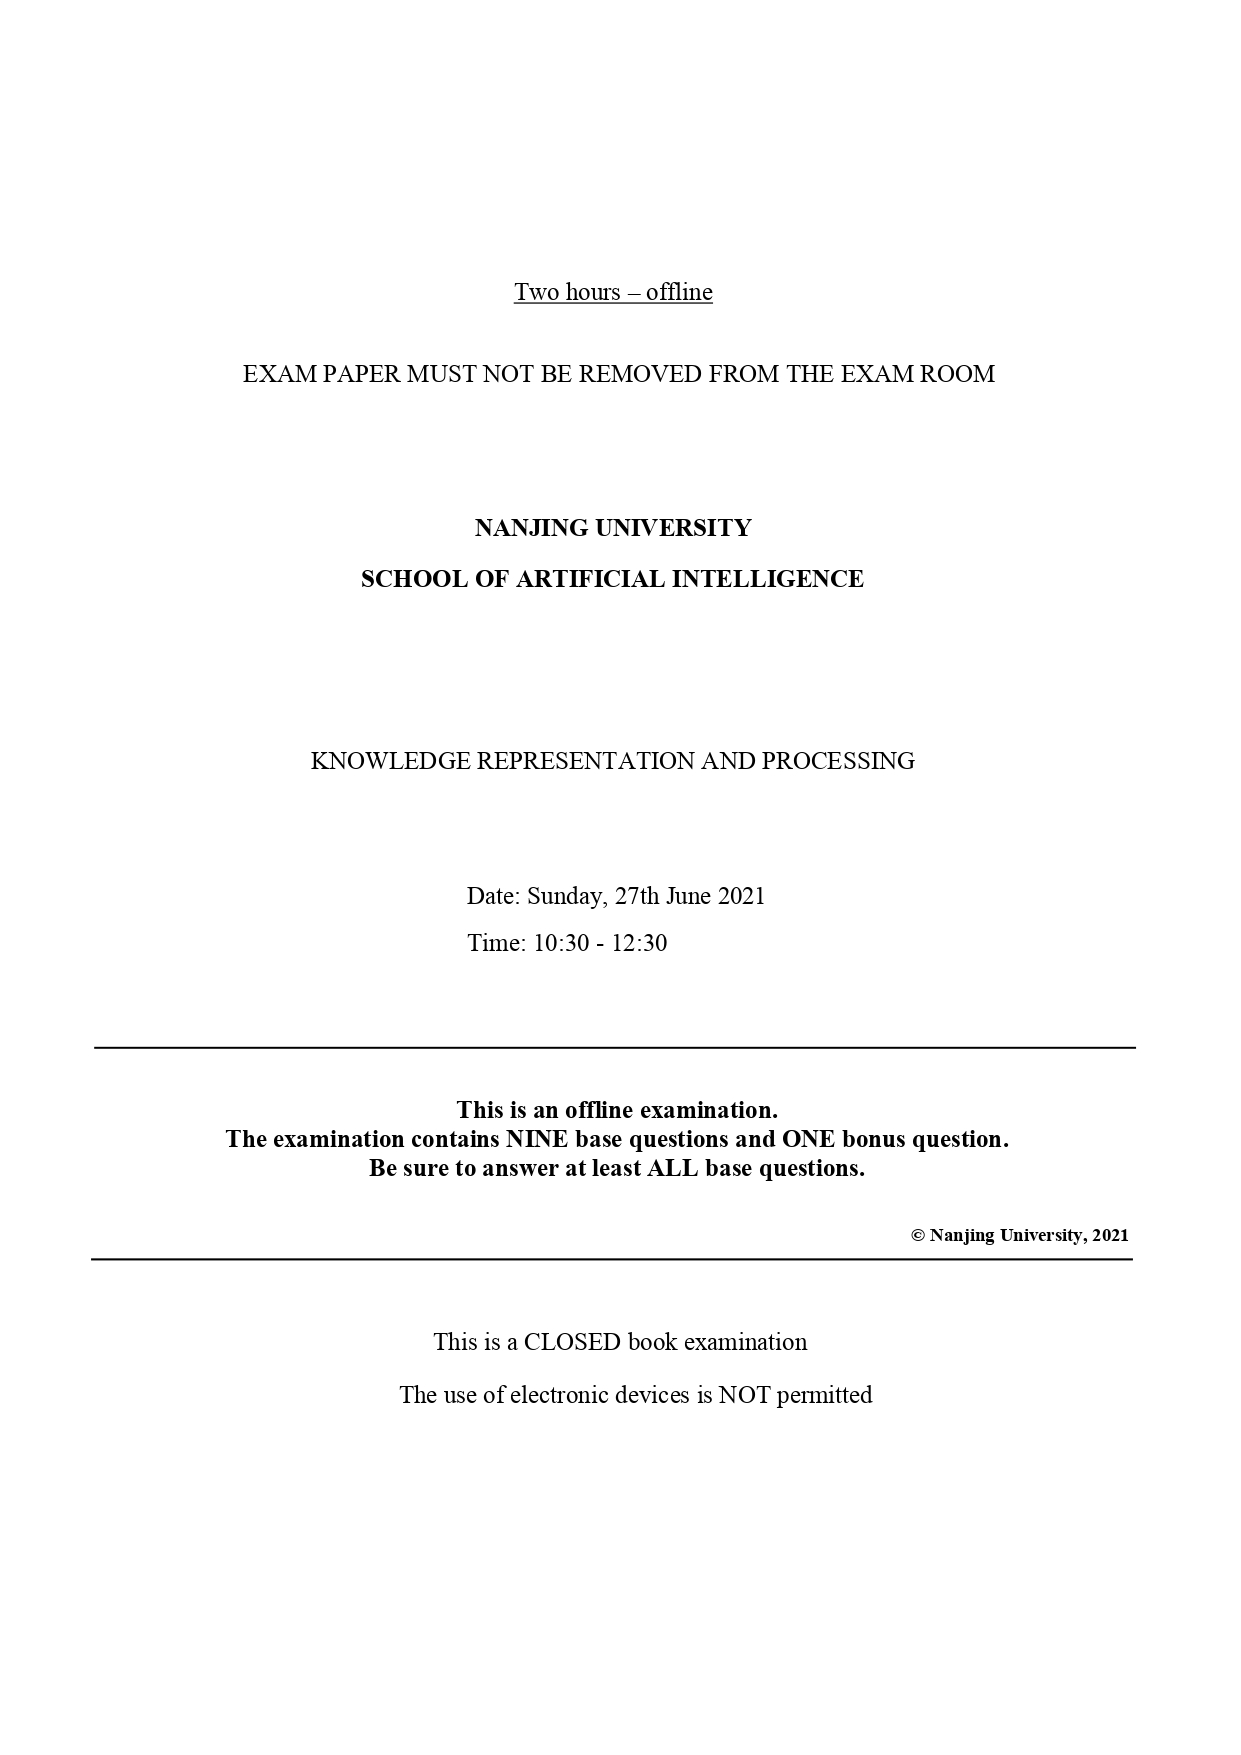 Two hours – offline
EXAM PAPER MUST NOT BE REMOVED FROM THE EXAM ROOM
NANJING UNIVERSITY
SCHOOL OF ARTIFICIAL INTELLIGENCE
KNOWLEDGE REPRESENTATION AND PROCESSING
Date: Sunday, 27th June 2021
Time: 10:30 - 12:30
This is an offline examination.
The examination contains NINE base questions and ONE bonus question.
Be sure to answer at least ALL base questions.
© Nanjing University, 2021
This is a CLOSED book examination
The use of electronic devices is NOT permitted